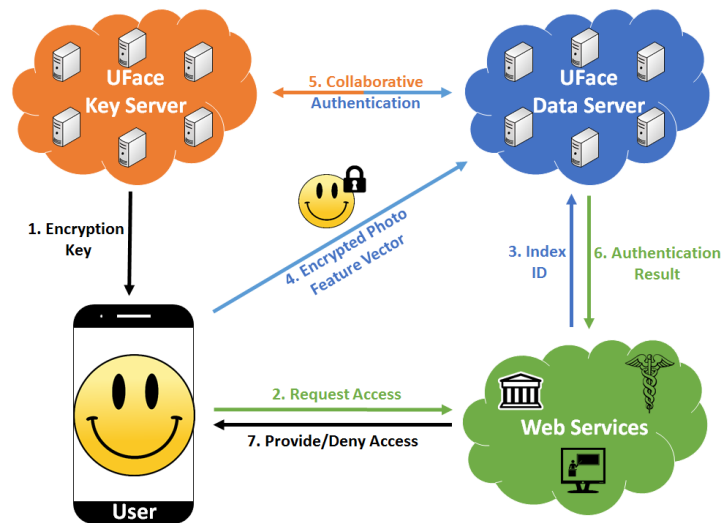 UFace
Key Server
UFace
Data Server
5. Collaborative
Authentication
1. Encryption
Key
4. Encrypted Photo
Feature Vector
3. Index
ID
6. Authentication
Result
2. Request Access
7. Provide/Deny Access
Web Services
User